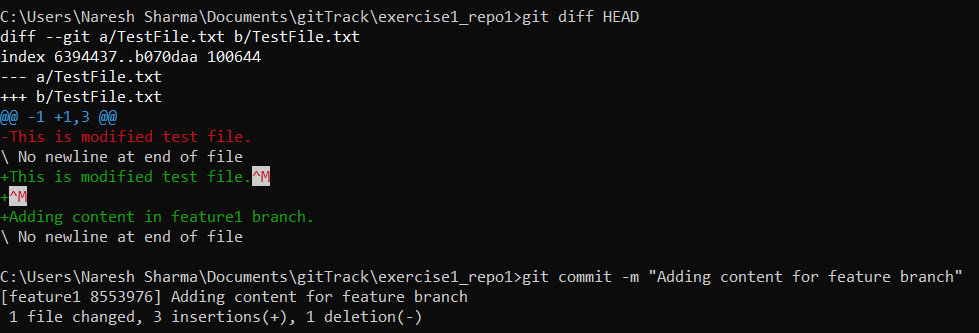 C:\Users\Naresh Sharma\Documents\gitTrack\exercise1_repo1>git diff HEAD
diff --git a/TestFile.txt b/TestFile.txt
index 6394437..b070daa 100644
--- a/TestFile.txt
+++ b/TestFile.txt
@@ -1 +1,3 @@
-This is modified test file.
\ No newline at end of file
+This is modified test file.^M
+^M
+Adding content in feature1 branch.
\ No newline at end of file
C:\Users\Naresh Sharma\Documents\gitTrack\exercise1_repo1>git commit -m "Adding content for feature branch"
[feature1 8553976] Adding content for feature branch
 1 file changed, 3 insertions(+), 1 deletion(-)